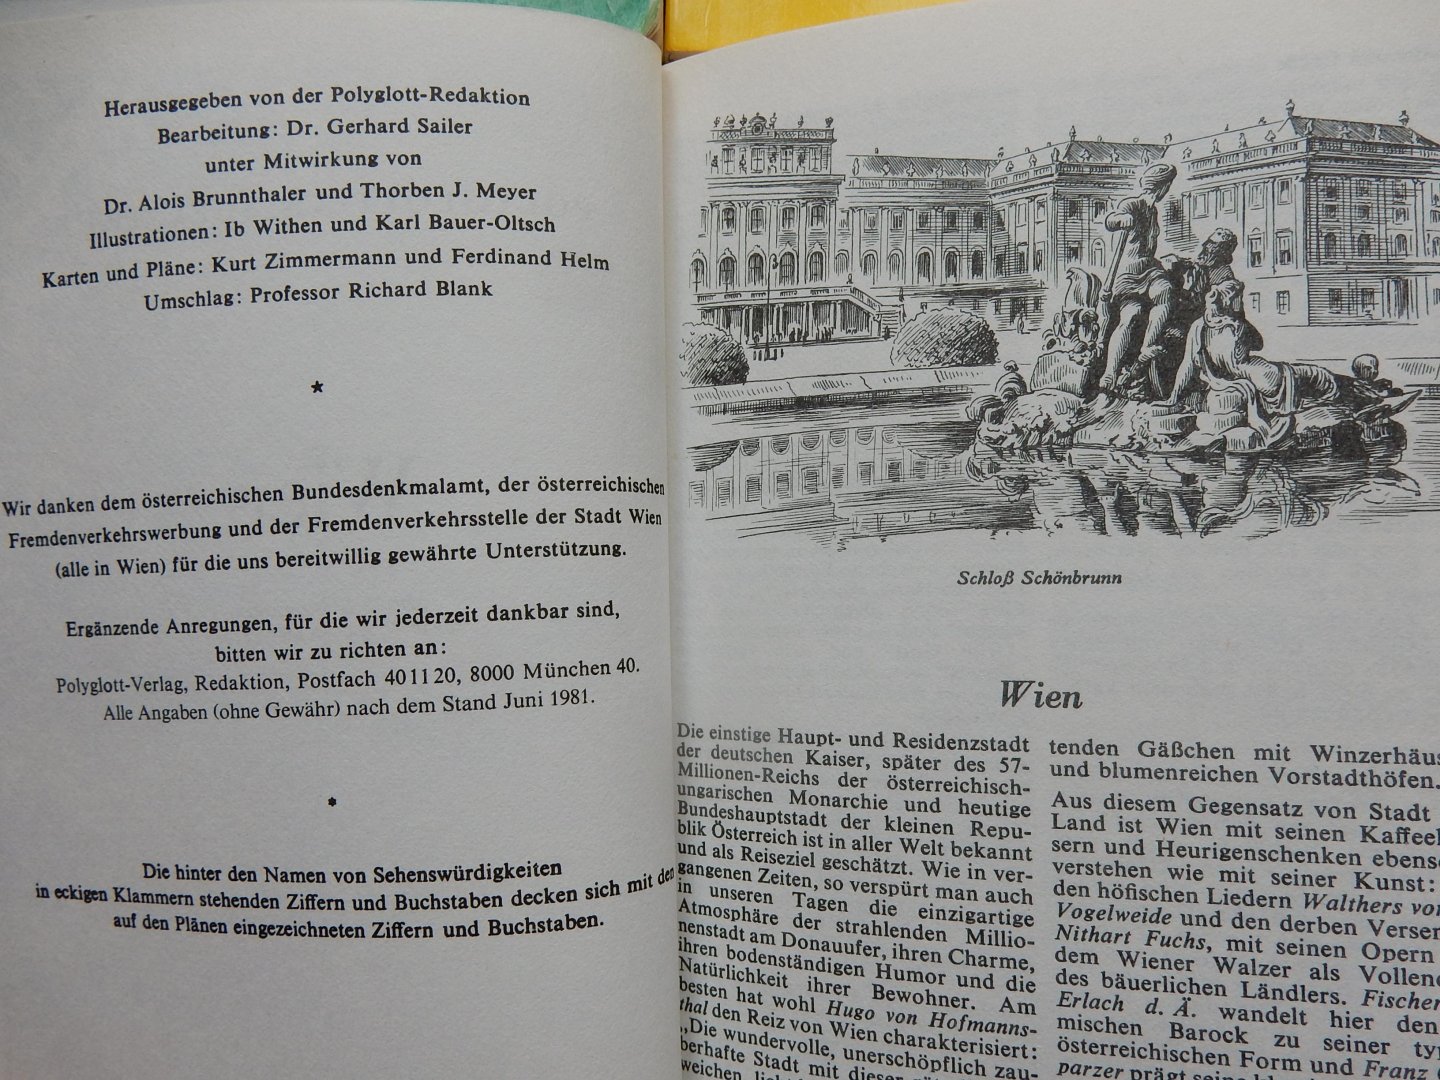 Herausgegeben von der Polyglott-Redaktion
Bearbeitung: Dr. Gerhard Sailer
unter Mitwirkung von
Dr. Alois Brunnthaler und Thorben J. Meyer
Illustrationen: Ib Withen und Karl Bauer-Oltsch
Karten und Pläne: Kurt Zimmermann und Ferdinand Helm
Umschlag: Professor Richard Blank
*
Wir danken dem österreichischen Bundesdenkmalamt, der österreichischen
Fremdenverkehrswerbung und der Fremdenverkehrsstelle der Stadt Wien
(alle in Wien) für die uns bereitwillig gewährte Unterstützung.
Ergänzende Anregungen, für die wir jederzeit dankbar sind,
bitten wir zu richten an:
Polyglott-Verlag, Redaktion, Postfach 40 11 20, 8000 München 40.
Alle Angaben (ohne Gewähr) nach dem Stand Juni 1981.
*
Die hinter den Namen von Sehenswürdigkeiten
in eckigen Klammern stehenden Ziffern und Buchstaben decken sich mit den
auf den Plänen eingezeichneten Ziffern und Buchstaben.
Schloß Schönbrunn
Wien
Die einstige Haupt- und Residenzstadt
der deutschen Kaiser, später des 57-
Millionen-Reichs der österreichisch-
ungarischen Monarchie und heutige
Bundeshauptstadt der kleinen Repu-
blik Österreich ist in aller Welt bekannt
und als Reiseziel geschätzt. Wie in ver-
gangenen Zeiten, so verspürt man auch
in unseren Tagen die einzigartige
Atmosphäre der strahlenden Millio-
nenstadt am Donauufer, ihren Charme,
ihren bodenständigen Humor und die
Natürlichkeit ihrer Bewohner. Am
besten hat wohl Hugo von Hofmanns-
thal den Reiz von Wien charakterisiert:
„Die wundervolle, unerschöpflich zau-
berhafte Stadt mit dieser
weichen,
tenden Gäßchen mit Winzerhäus
und blumenreichen Vorstadthöfen.
Aus diesem Gegensatz von Stadt
Land ist Wien mit seinen Kaffeeh
sern und Heurigenschenken ebenso
verstehen wie mit seiner Kunst:
den höfischen Liedern Walthers von
Vogelweide und den derben Versen
Nithart Fuchs, mit seinen Opern
dem Wiener Walzer als Vollend
des bäuerlichen Ländlers. Fischer
Erlach d. Ä. wandelt hier den
mischen Barock zu seiner typ
österreichischen Form und Franz G
parzer prägt